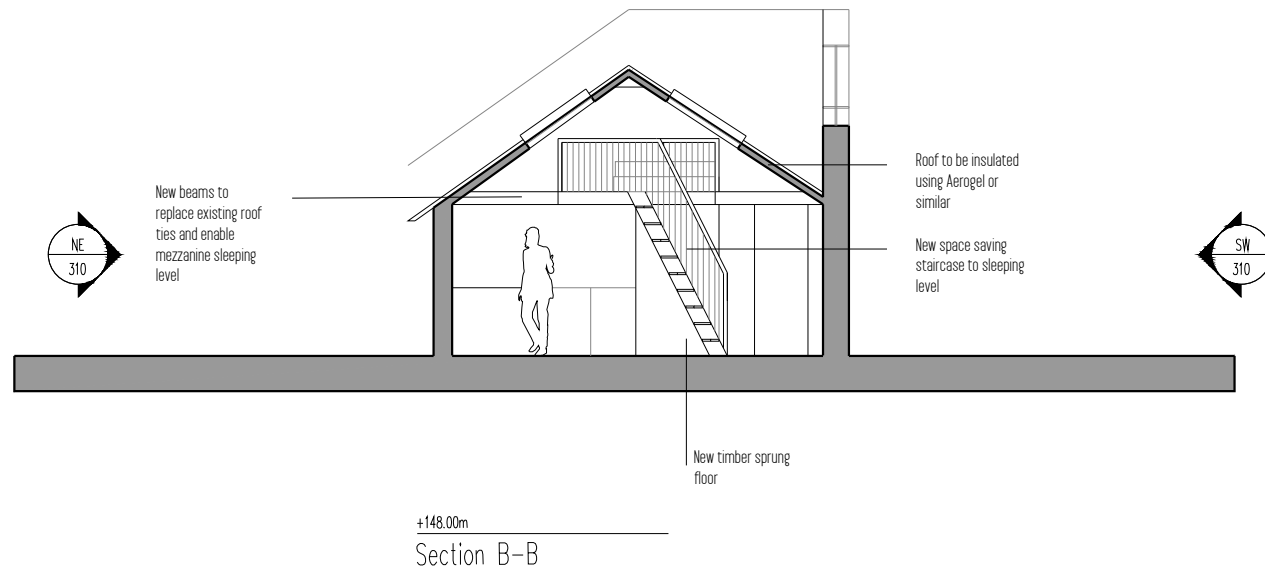 New beams to
replace existing roof
ties and enable
mezzanine sleeping
level
NE
310
Roof to be insulated
using Aerogel or
similar
New space saving
staircase to sleeping
level
SW
310
New timber sprung
floor
+148.00m
Section B-B